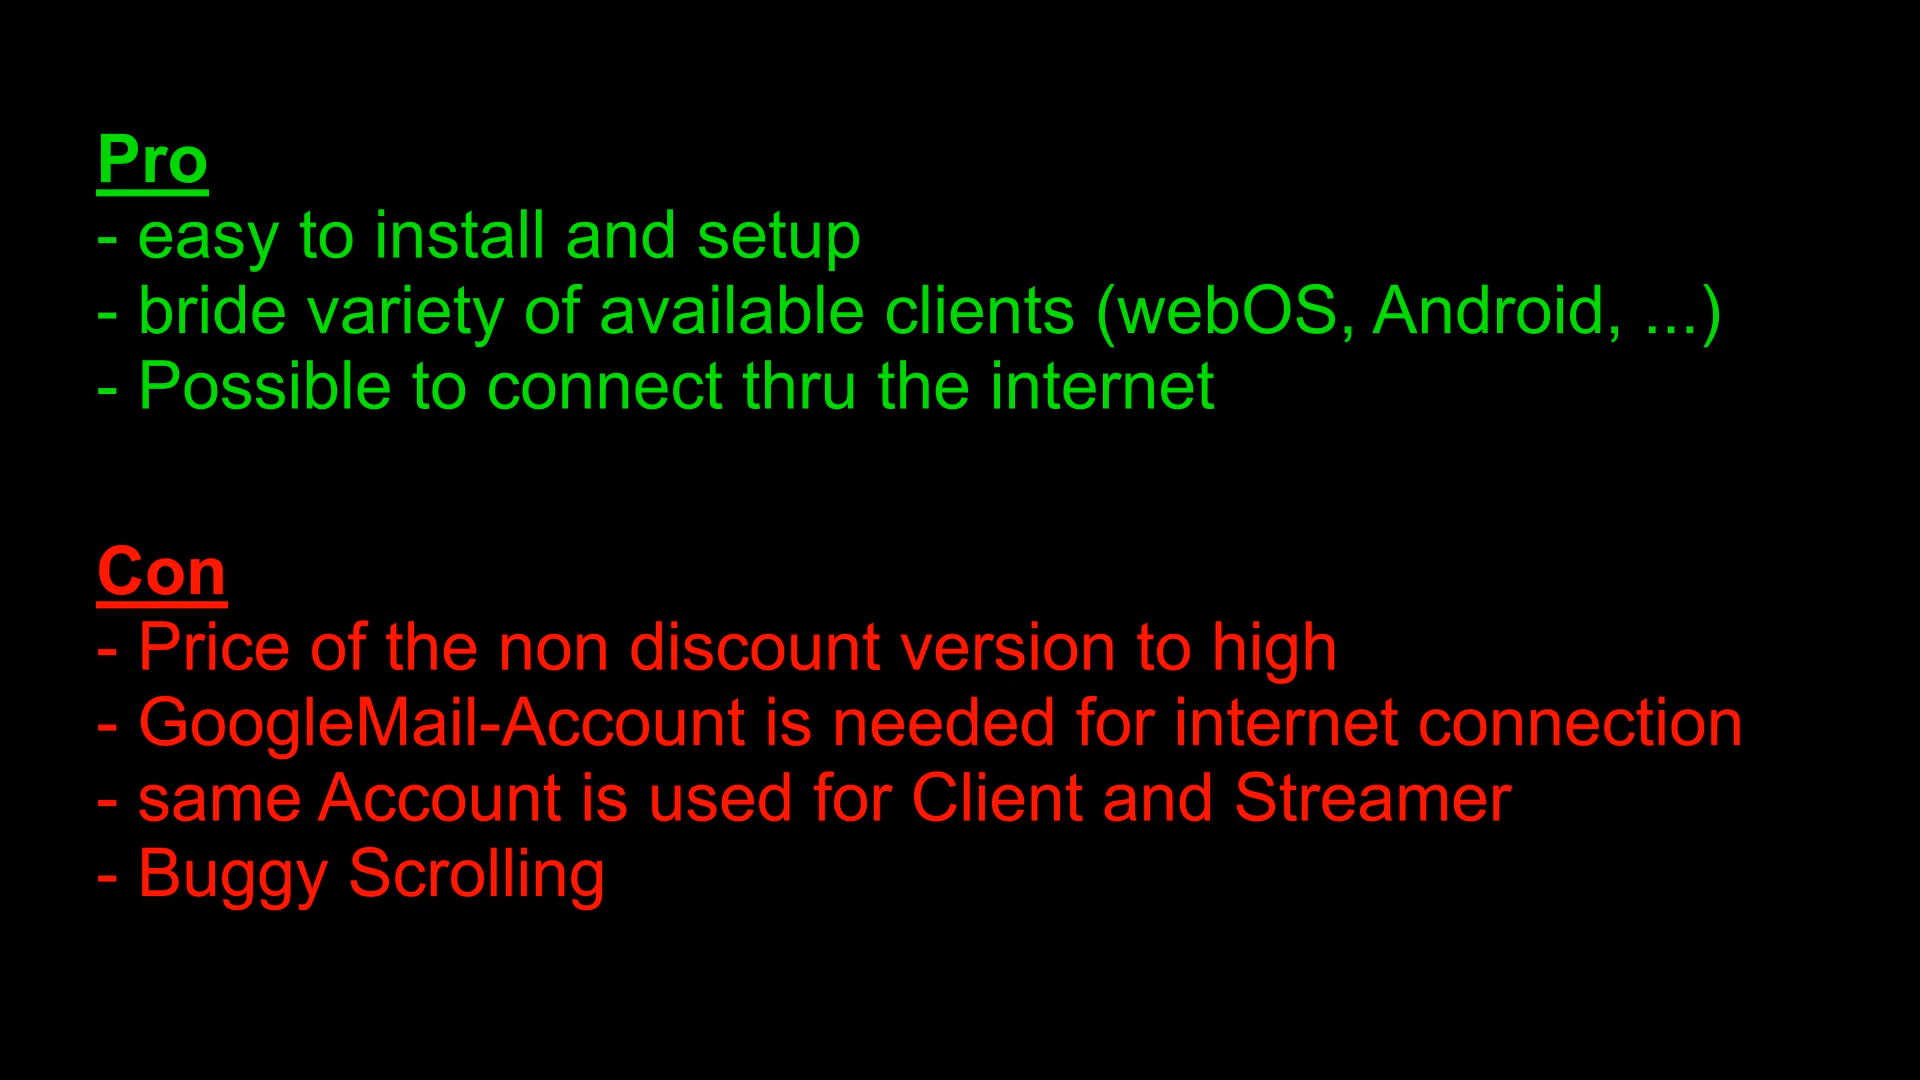 Pro
- easy to install and setup
- bride variety of available clients (webOS, Android, ...)
- Possible to connect thru the internet
Con
- Price of the non discount version to high
- GoogleMail-Account is needed for internet connection
- same Account is used for Client and Streamer
- Buggy Scrolling